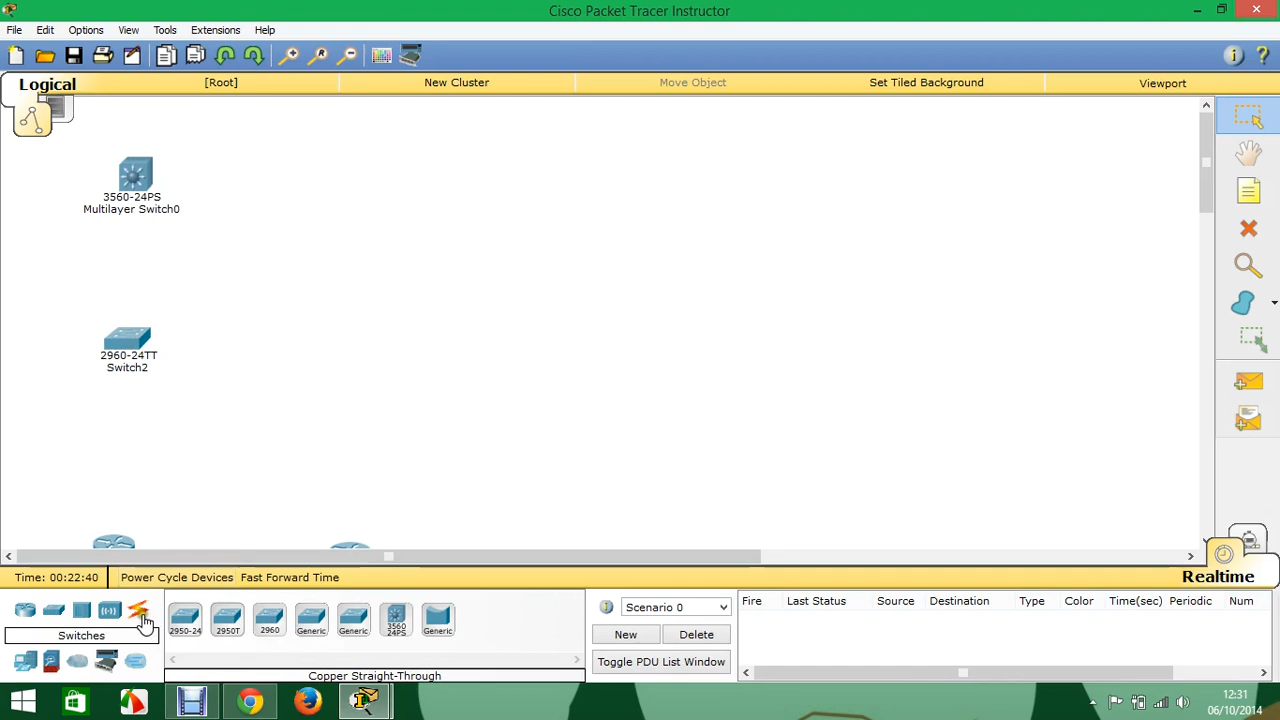 Cisco Packet Tracer Instructor
File Edit Options View Tools Extensions Help
Logical [Root] New Cluster Move Object Set Tiled Background Viewport
3560-24PS
Multilayer Switch0
2960-24TT
Switch2
Time: 00:22:40 Power Cycle Devices Fast Forward Time
Realtime
Switches
2950-24 2950T 2960 Generic Generic 3560 24PS Generic
Copper Straight-Through
Scenario 0
New Delete
Toggle PDU List Window
Fire Last Status Source Destination Type Color Time(sec) Periodic Num
12:31
06/10/2014